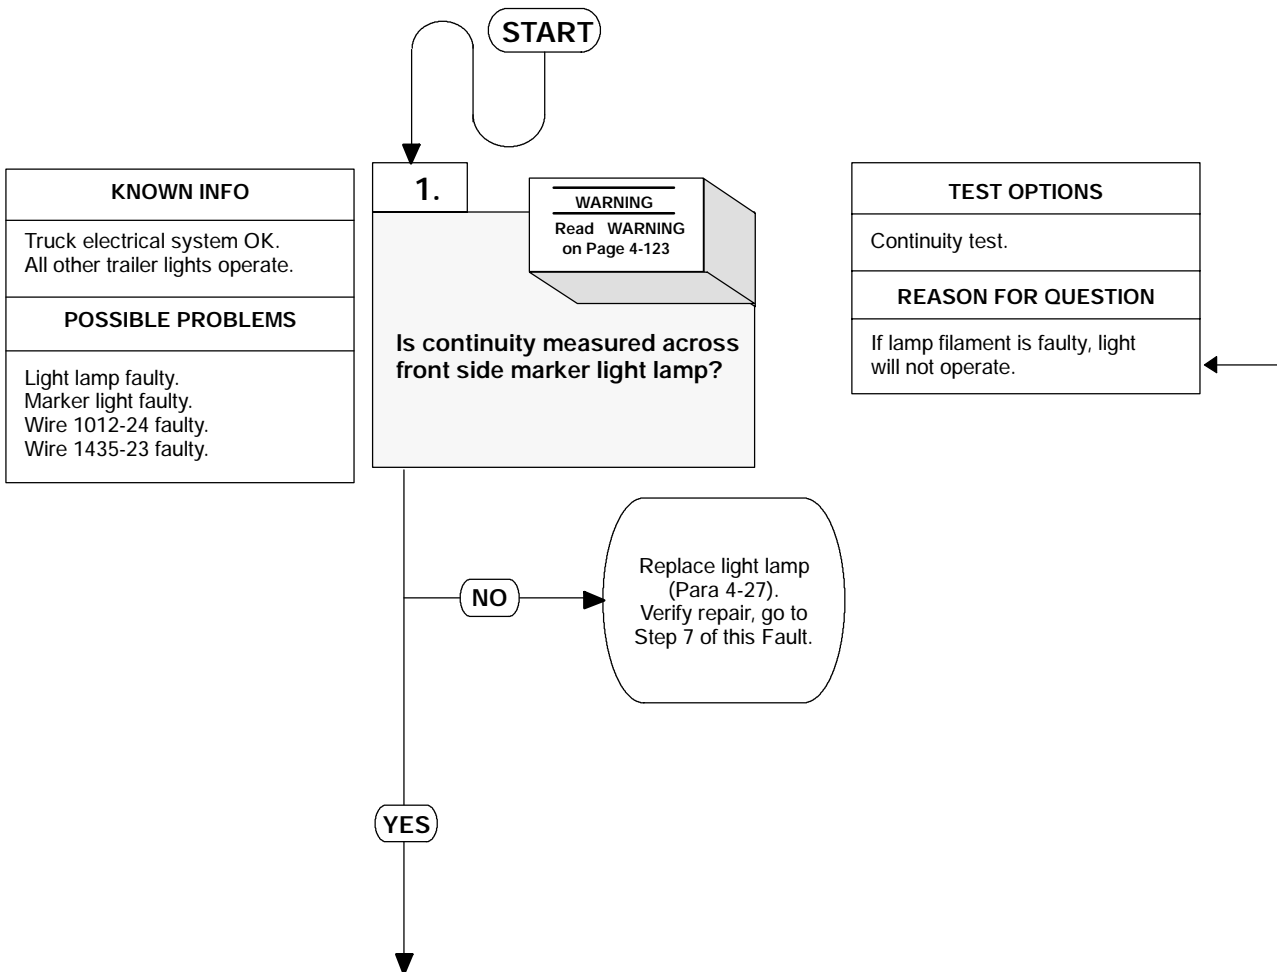 START
KNOWN INFO
Truck electrical system OK.
All other trailer lights operate.
POSSIBLE PROBLEMS
Light lamp faulty.
Marker light faulty.
Wire 1012-24 faulty.
Wire 1435-23 faulty.
1.
WARNING
Read WARNING
on Page 4-123
Is continuity measured across
front side marker light lamp?
TEST OPTIONS
Continuity test.
REASON FOR QUESTION
If lamp filament is faulty, light
will not operate.
NO
Replace light lamp
(Para 4-27).
Verify repair, go to
Step 7 of this Fault.
YES